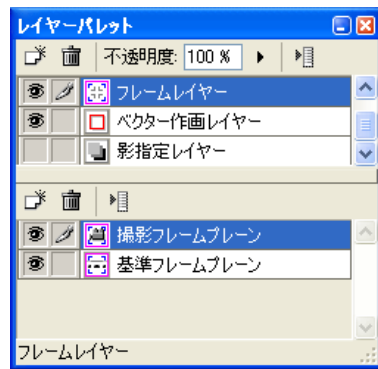 レイヤーパレット
不透明度: 100 %
フレームレイヤー
ベクター作画レイヤー
影指定レイヤー
撮影フレームプレーン
基準フレームプレーン
フレームレイヤー